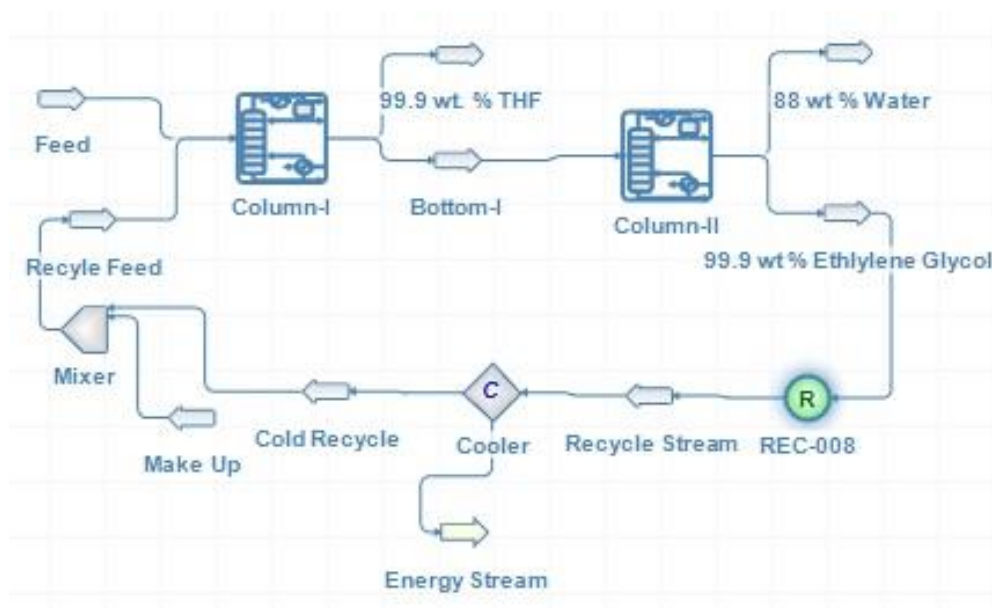 99.9 wt. % THF
88 wt % Water
Feed
Column-I
Bottom-I
Column-II
Recyle Feed
99.9 wt % Ethlylene Glycol
Mixer
C
R
Cold Recycle
Cooler
Recycle Stream
REC-008
Make Up
Energy Stream